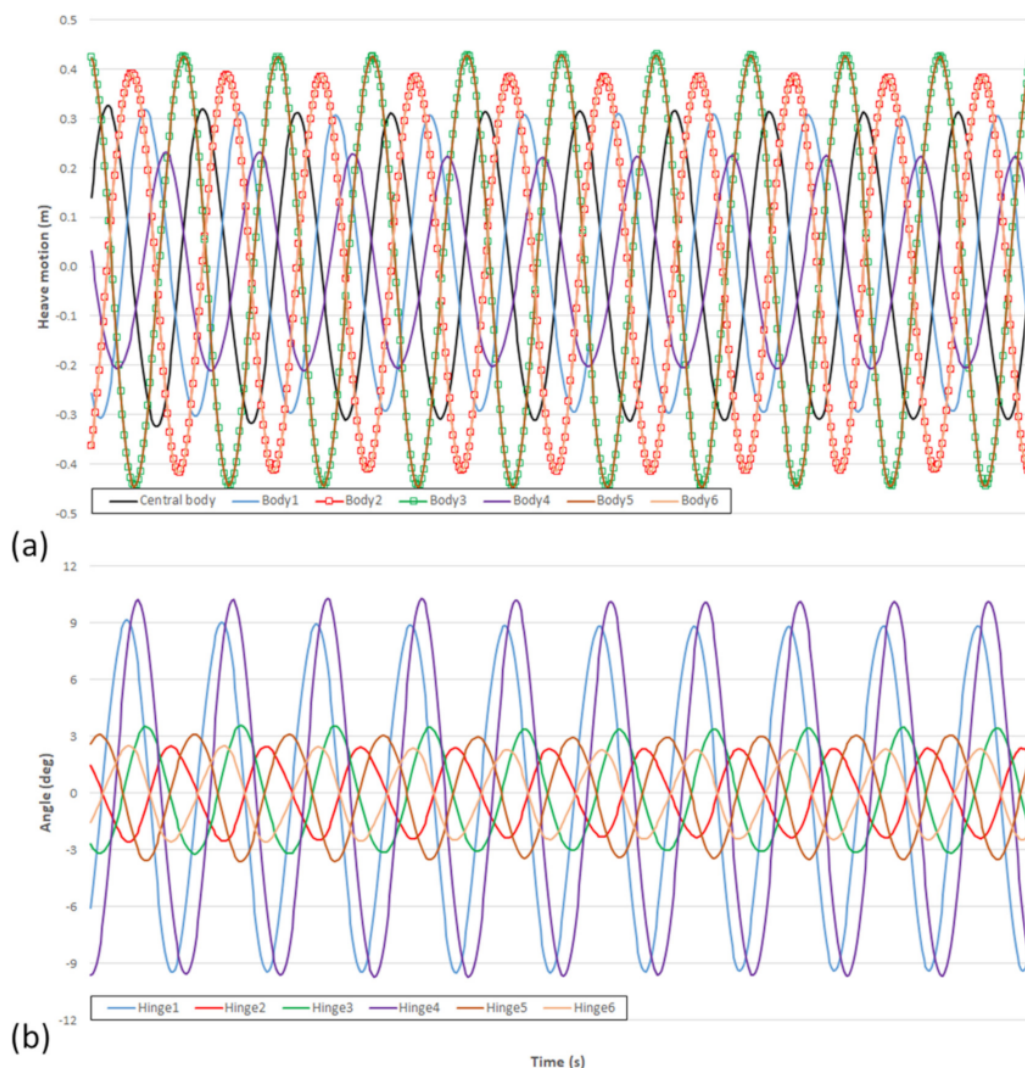 0.5
0.4
0.3
0.2
0.1
0.0
-0.1
-0.2
-0.3
-0.4
-0.5
Heave motion (m)
Central body Body1 Body2 Body3 Body4 Body5 Body6
(a)
12
9
6
3
0
-3
-6
-9
-12
Angle (deg)
Hinge1 Hinge2 Hinge3 Hinge4 Hinge5 Hinge6
(b)
Time (s)